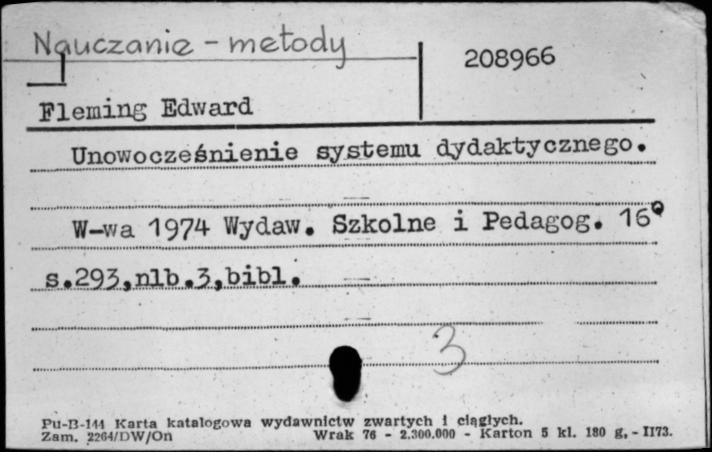 Nauczanie - metody
208966
Fleming Edward
Unowocześnienie systemu dydaktycznego.
W-wa 1974 Wydaw. Szkolne i Pedagog. 16°
s.293,nlb.3,bibl.
3
Pu-B-144 Karta katalogowa wydawnictw zwartych i ciągłych.
Zam. 2264/DW/On Wrak 76 - 2.300.000 - Karton 5 kl. 180 g. - II73.